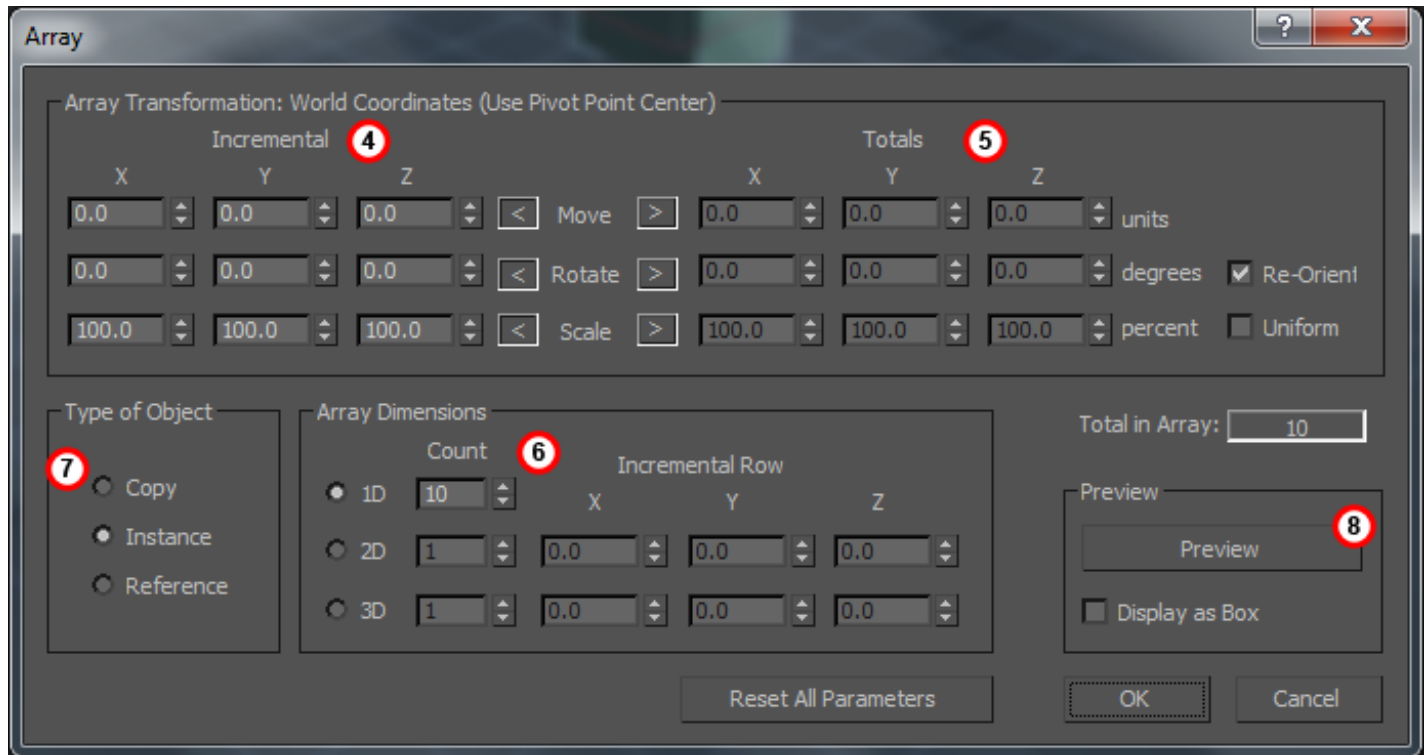 Array
?
X
Array Transformation: World Coordinates (Use Pivot Point Center)
Incremental 4 Totals 5
X Y Z X Y Z
0.0 0.0 0.0 < Move > 0.0 0.0 0.0 units
0.0 0.0 0.0 < Rotate > 0.0 0.0 0.0 degrees Re-Orient
100.0 100.0 100.0 < Scale > 100.0 100.0 100.0 percent Uniform
Type of Object
7
Copy
Instance
Reference
Array Dimensions
Count 6
Incremental Row
1D 10 X Y Z
2D 1 0.0 0.0 0.0
3D 1 0.0 0.0 0.0
Total in Array: 10
Preview
8
Preview
Display as Box
Reset All Parameters OK Cancel